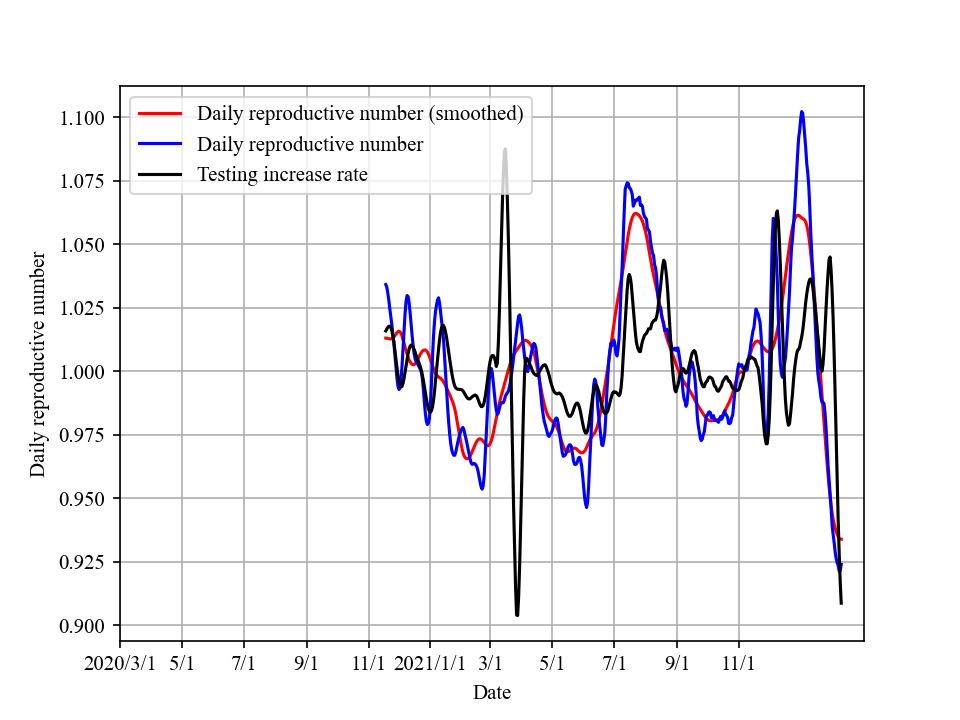 Daily reproductive number (smoothed)
Daily reproductive number
Testing increase rate
1.100
1.075
1.050
1.025
1.000
0.975
0.950
0.925
0.900
Daily reproductive number
2020/3/1 5/1 7/1 9/1 11/1 2021/1/1 3/1 5/1 7/1 9/1 11/1
Date